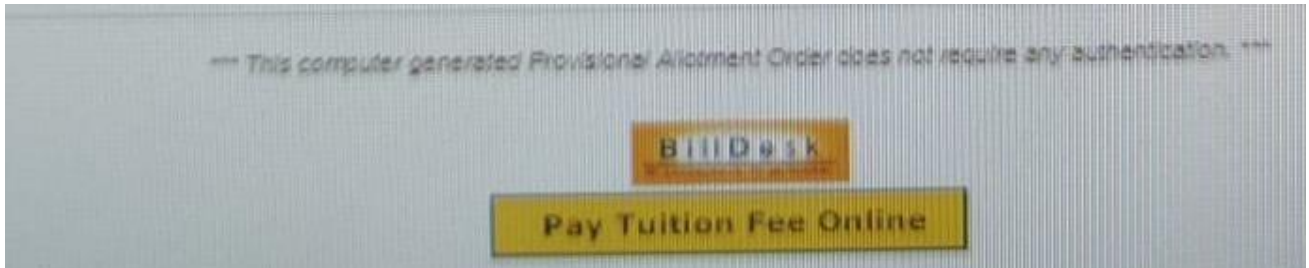 *** This computer generated Provisional Allotment Order does not require any authentication. ***
BillDesk
Pay Tuition Fee Online